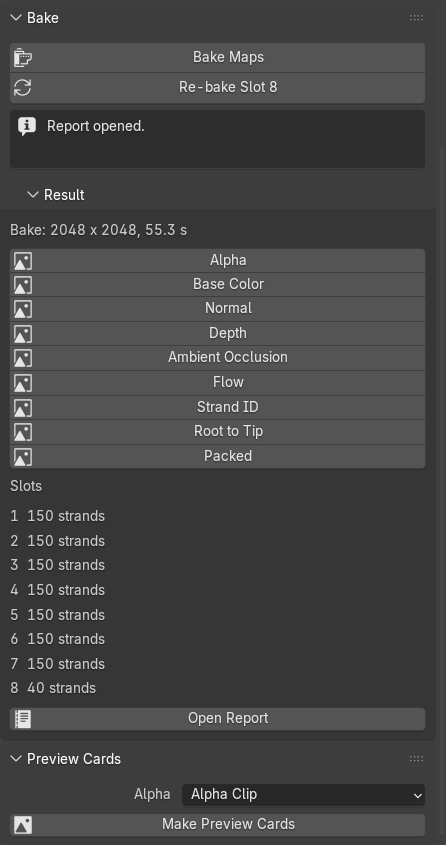 Bake
Bake Maps
Re-bake Slot 8
Report opened.
Result
Bake: 2048 x 2048, 55.3 s
Alpha
Base Color
Normal
Depth
Ambient Occlusion
Flow
Strand ID
Root to Tip
Packed
Slots
1 150 strands
2 150 strands
3 150 strands
4 150 strands
5 150 strands
6 150 strands
7 150 strands
8 40 strands
Open Report
Preview Cards
Alpha Alpha Clip
Make Preview Cards